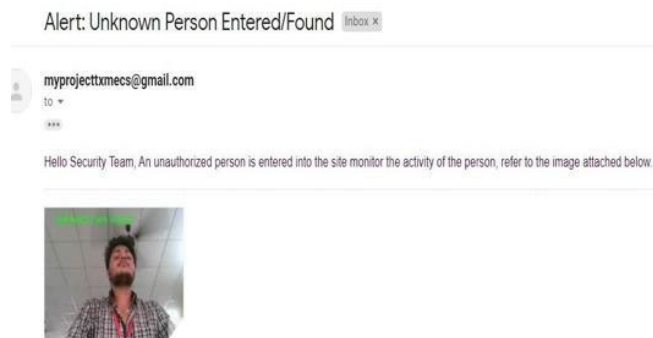 Alert: Unknown Person Entered/Found Inbox x
myprojecttxmecs@gmail.com
to
Hello Security Team, An unauthorized person is entered into the site monitor the activity of the person, refer to the image attached below.